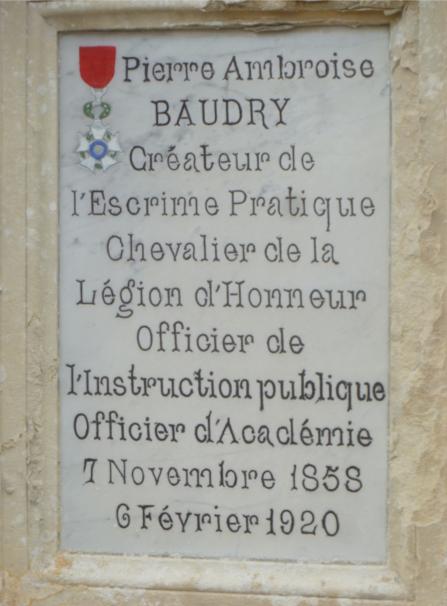 Pierre Ambroise
BAUDRY
Créateur de
l'Escrime Pratique
Chevalier de la
Légion d'Honneur
Officier de
l'Instruction publique
Officier d'Académie
7 Novembre 1858
6 Février 1920